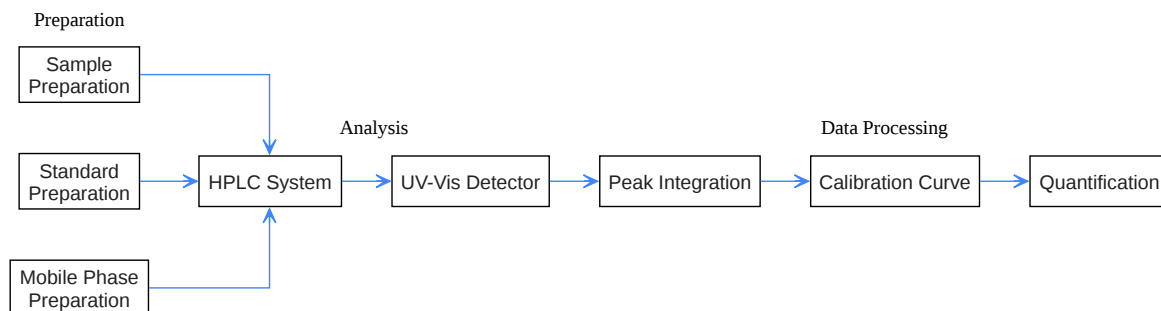 Preparation
Sample
Preparation
Analysis
Data Processing
Standard
Preparation
HPLC System
UV-Vis Detector
Peak Integration
Calibration Curve
Quantification
Mobile Phase
Preparation